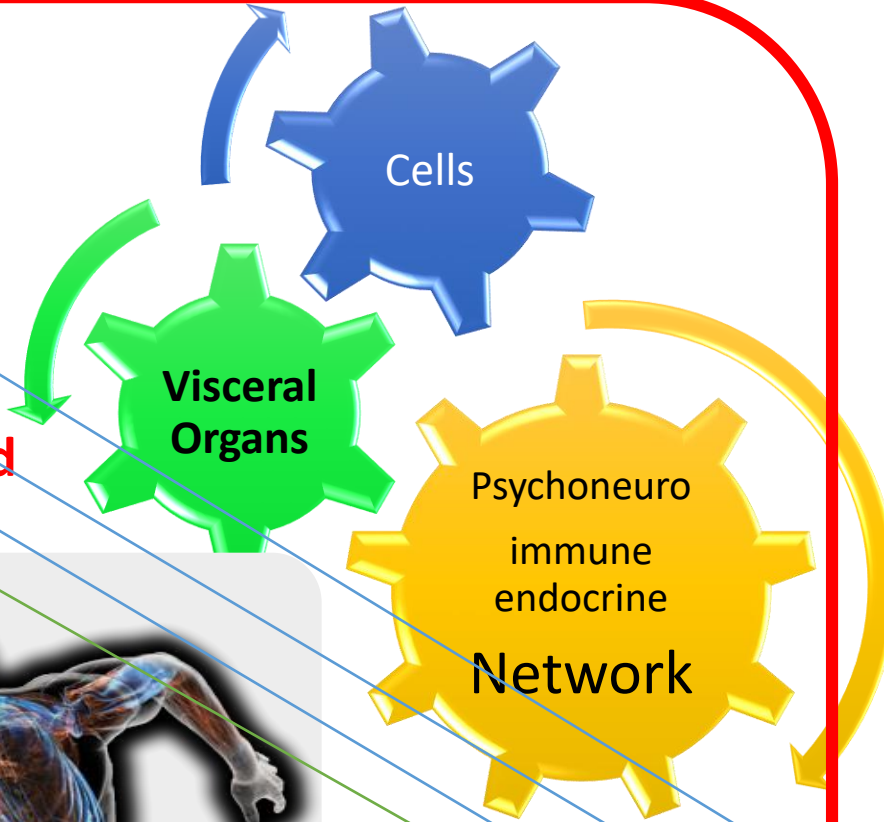 Cells
Visceral
Organs
d
Psychoneuro
immune
endocrine
Network